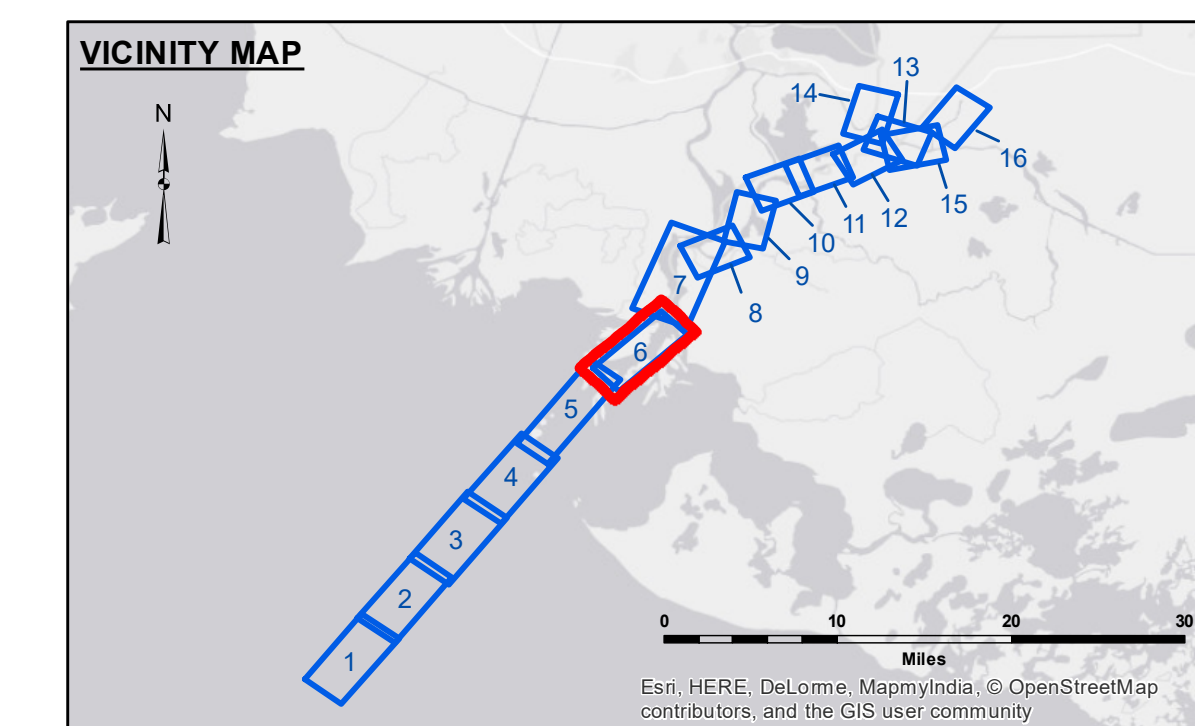 VICINITY MAP
N
13
14
16
15
12
11
10
9
8
7
6
5
4
3
2
1
0 10 20 30
Miles
Esri, HERE, DeLorme, MapmyIndia, © OpenStreetMap
contributors, and the GIS user community